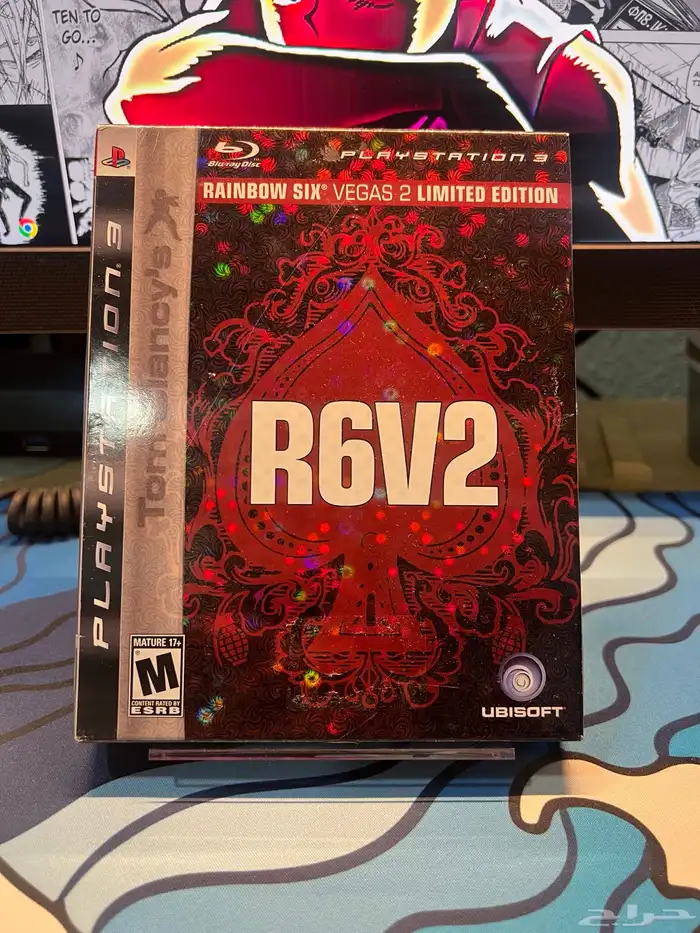 TEN TO
GO...
Blu-ray Disc
PLAYSTATION 3
RAINBOW SIX® VEGAS 2 LIMITED EDITION
PLAYSTATION 3
Tom Clancy's
R6V2
MATURE 17+
M
CONTENT RATED BY
ESRB
UBISOFT
حراج